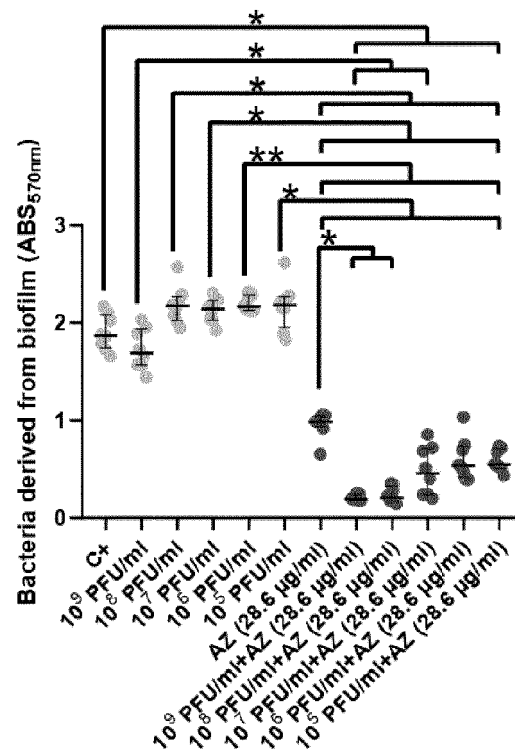 *
*
*
*
**
*
*
Bacteria derived from biofilm (ABS570nm)
3
2
1
0
C+
10⁹ PFU/ml
10⁸ PFU/ml
10⁷ PFU/ml
10⁶ PFU/ml
10⁵ PFU/ml
AZ (28.6 µg/ml)
10⁹ PFU/ml+AZ (28.6 µg/ml)
10⁸ PFU/ml+AZ (28.6 µg/ml)
10⁷ PFU/ml+AZ (28.6 µg/ml)
10⁶ PFU/ml+AZ (28.6 µg/ml)
10⁵ PFU/ml+AZ (28.6 µg/ml)